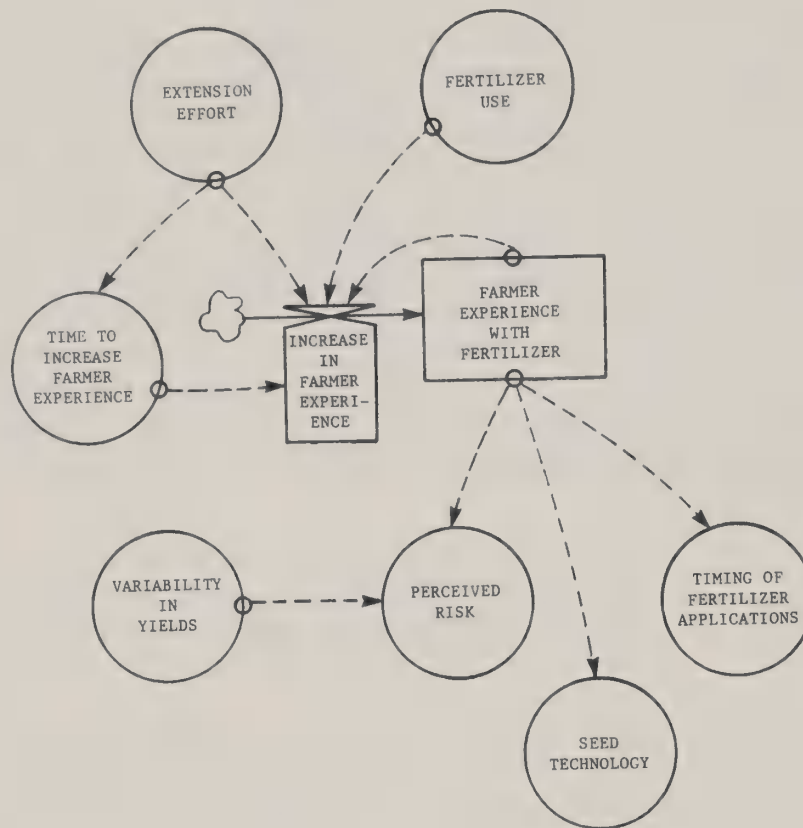 EXTENSION
EFFORT
FERTILIZER
USE
TIME TO
INCREASE
FARMER
EXPERIENCE
INCREASE
IN
FARMER
EXPERI-
ENCE
FARMER
EXPERIENCE
WITH
FERTILIZER
VARIABILITY
IN
YIELDS
PERCEIVED
RISK
TIMING OF
FERTILIZER
APPLICATIONS
SEED
TECHNOLOGY